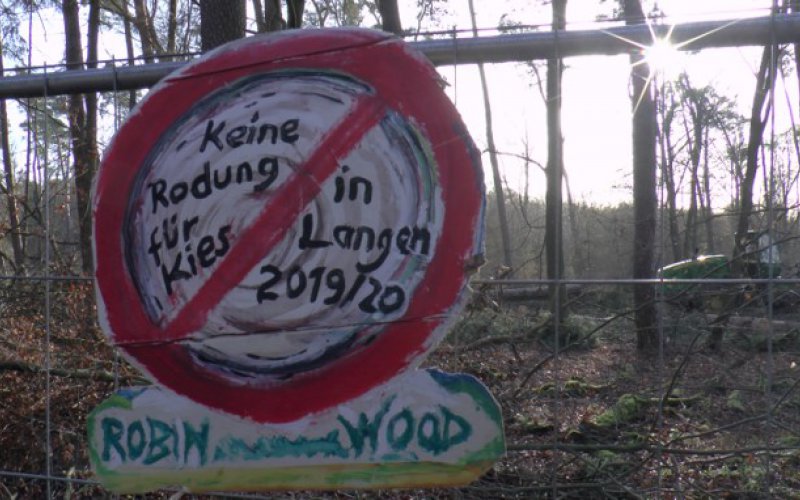 Keine
Rodung
für
Kies
in
Langen
2019/20
ROBIN WOOD